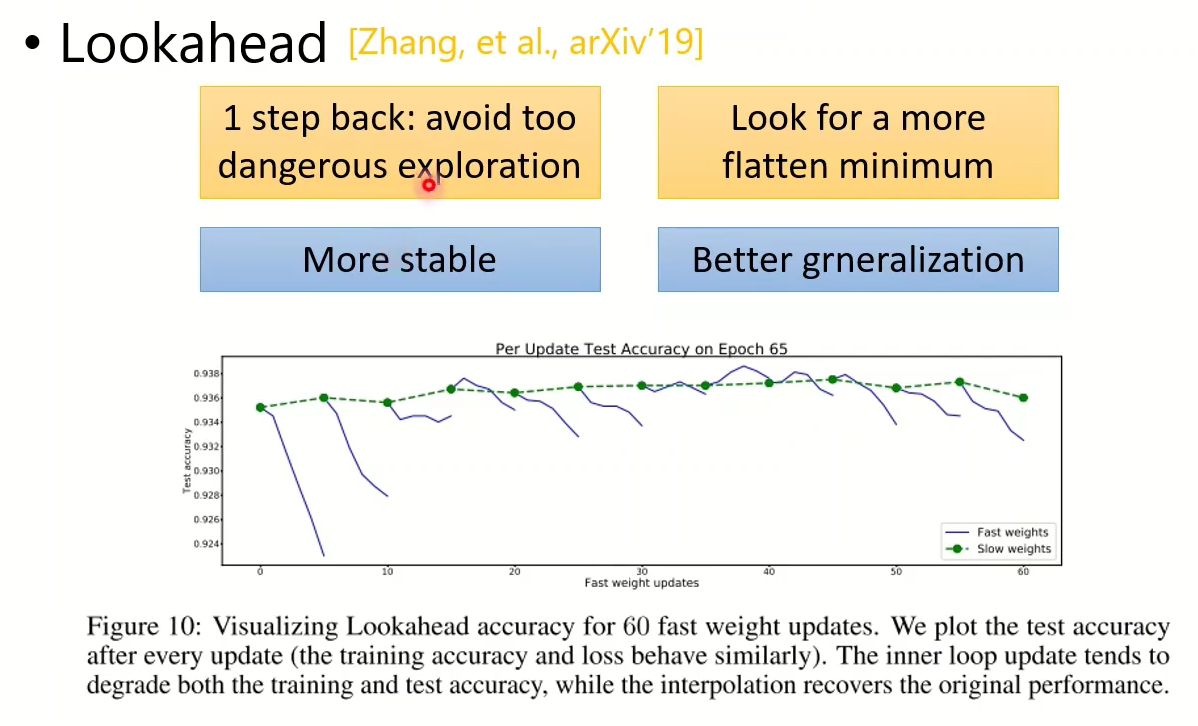 • Lookahead [Zhang, et al., arXiv'19]
1 step back: avoid too
dangerous exploration
Look for a more
flatten minimum
More stable
Better grneralization
Per Update Test Accuracy on Epoch 65
Test accuracy
0.938
0.936
0.934
0.932
0.930
0.928
0.926
0.924
0 10 20 30 40 50 60
Fast weight updates
Fast weights
Slow weights
Figure 10: Visualizing Lookahead accuracy for 60 fast weight updates. We plot the test accuracy
after every update (the training accuracy and loss behave similarly). The inner loop update tends to
degrade both the training and test accuracy, while the interpolation recovers the original performance.